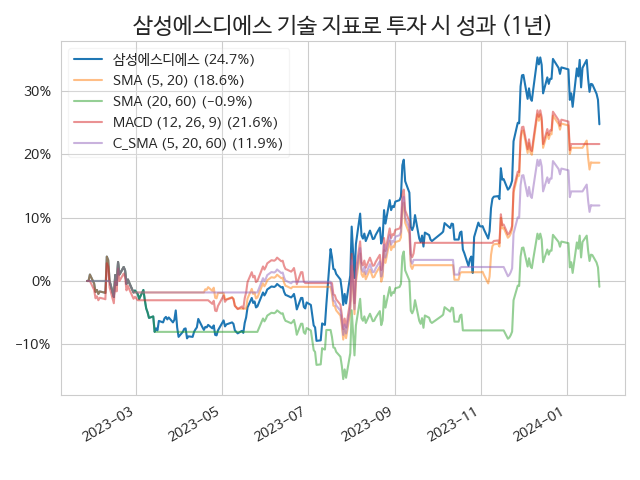 삼성에스디에스 기술 지표로 투자 시 성과 (1년)
삼성에스디에스 (24.7%)
SMA (5, 20) (18.6%)
SMA (20, 60) (−0.9%)
MACD (12, 26, 9) (21.6%)
C_SMA (5, 20, 60) (11.9%)
30%
20%
10%
0%
−10%
2023−03
2023−05
2023−07
2023−09
2023−11
2024−01